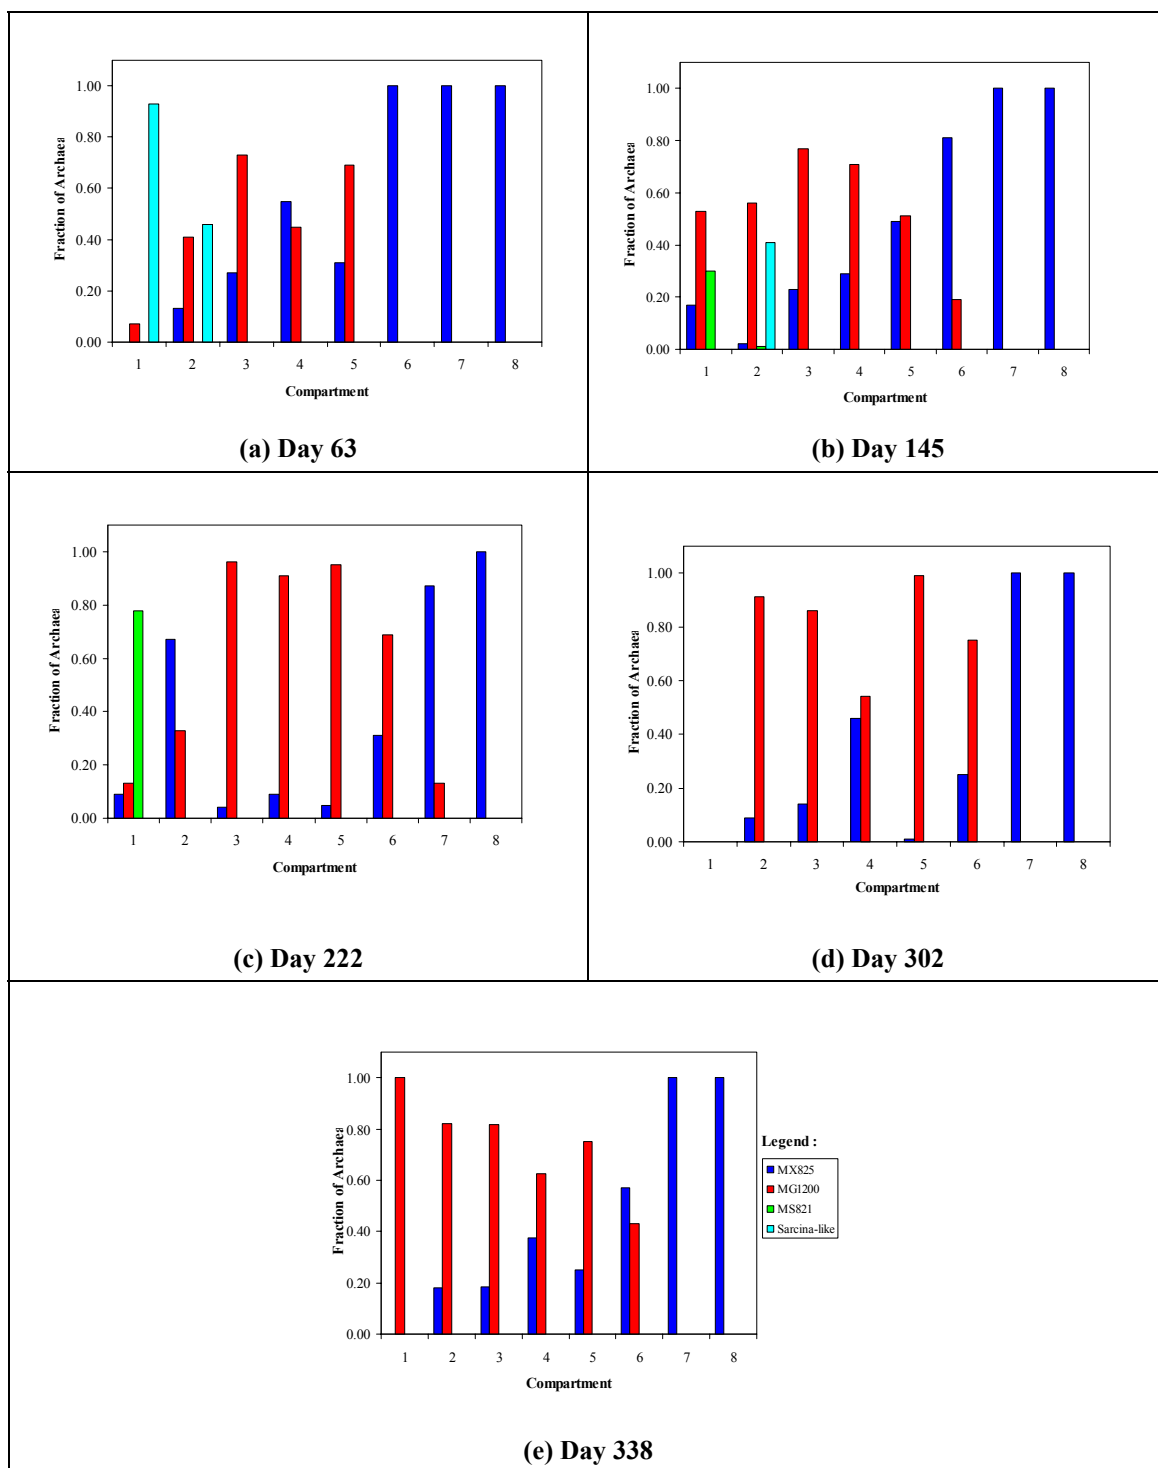 1.00
0.80
0.60
0.40
0.20
0.00
Fraction of Archaea
1 2 3 4 5 6 7 8
Compartment
(a) Day 63
1.00
0.80
0.60
0.40
0.20
0.00
Fraction of Archaea
1 2 3 4 5 6 7 8
Compartment
(b) Day 145
1.00
0.80
0.60
0.40
0.20
0.00
Fraction of Archaea
1 2 3 4 5 6 7 8
Compartment
(c) Day 222
1.00
0.80
0.60
0.40
0.20
0.00
Fraction of Archaea
1 2 3 4 5 6 7 8
Compartment
(d) Day 302
1.00
0.80
0.60
0.40
0.20
0.00
Fraction of Archaea
1 2 3 4 5 6 7 8
Compartment
Legend :
MX825
MG1200
MS821
Sarcina-like
(e) Day 338